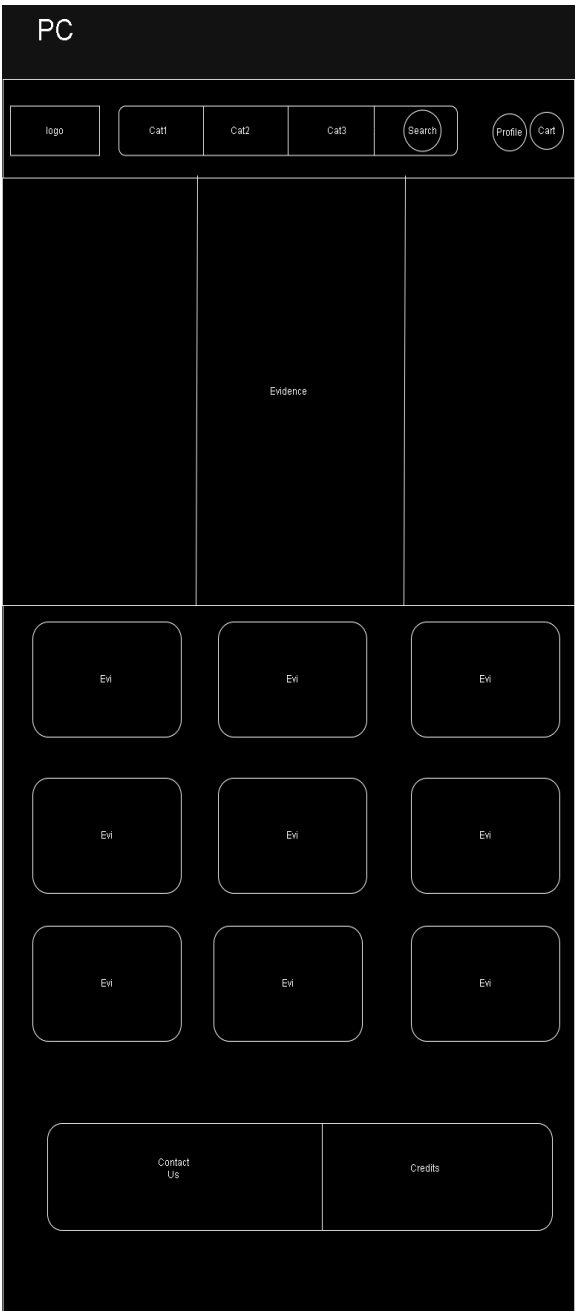 PC
logo
Cat1
Cat2
Cat3
Search
Profile
Cart
Evidence
Evi
Evi
Evi
Evi
Evi
Evi
Evi
Evi
Evi
Contact
Us
Credits